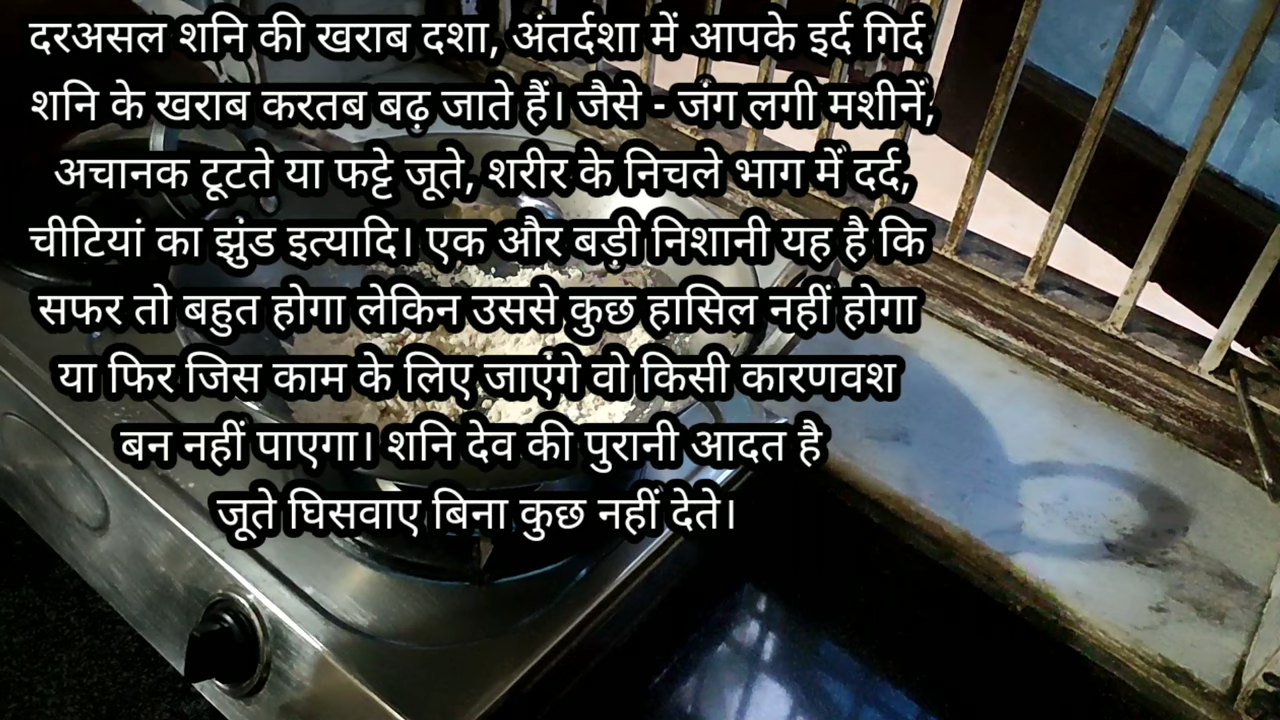 दरअसल शनि की खराब दशा, अंतर्दशा में आपके इर्द गिर्द
शनि के खराब करतब बढ़ जाते हैं। जैसे - जंग लगी मशीनें,
अचानक टूटते या फट्टे जूते, शरीर के निचले भाग में दर्द,
चीटियां का झुंड इत्यादि। एक और बड़ी निशानी यह है कि
सफर तो बहुत होगा लेकिन उससे कुछ हासिल नहीं होगा
या फिर जिस काम के लिए जाएंगे वो किसी कारणवश
बन नहीं पाएगा। शनि देव की पुरानी आदत है
जूते घिसवाए बिना कुछ नहीं देते।